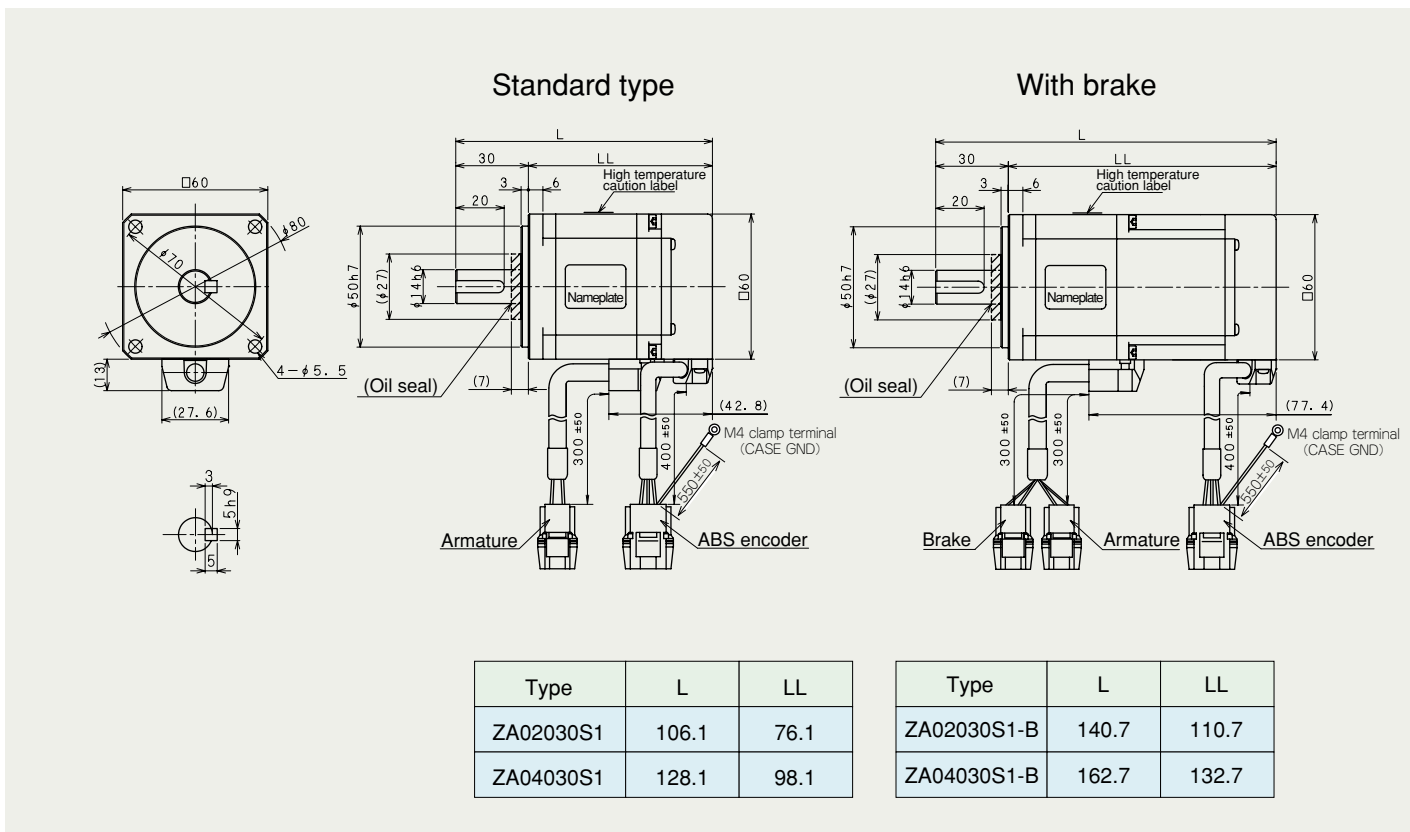 Standard type
With brake
□60
φ80
φ70
4-φ5.5
(13)
(27.6)
3
5h9
5
L
30
LL
3
6
High temperature
caution label
20
φ50h7
(φ27)
φ14h6
Nameplate
□60
(Oil seal)
(7)
(42.8)
300 ±50
400 ±50
550±50
M4 clamp terminal
(CASE GND)
Armature
ABS encoder
L
30
LL
3
6
High temperature
caution label
20
φ50h7
(φ27)
φ14h6
Nameplate
□60
(Oil seal)
(7)
(77.4)
300 ±50
300 ±50
400 ±50
550±50
M4 clamp terminal
(CASE GND)
Brake
Armature
ABS encoder
Type L LL
ZA02030S1 106.1 76.1
ZA04030S1 128.1 98.1
Type L LL
ZA02030S1-B 140.7 110.7
ZA04030S1-B 162.7 132.7